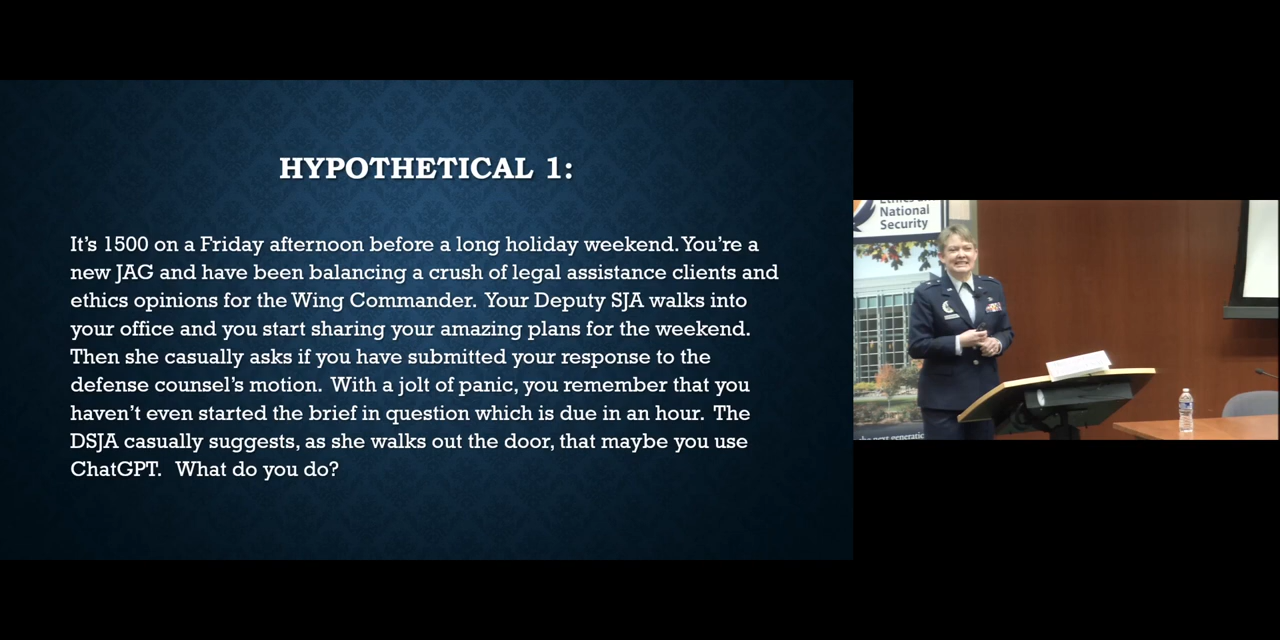 HYPOTHETICAL 1:
It's 1500 on a Friday afternoon before a long holiday weekend. You're a
new JAG and have been balancing a crush of legal assistance clients and
ethics opinions for the Wing Commander. Your Deputy SJA walks into
your office and you start sharing your amazing plans for the weekend.
Then she casually asks if you have submitted your response to the
defense counsel's motion. With a jolt of panic, you remember that you
haven't even started the brief in question which is due in an hour. The
DSJA casually suggests, as she walks out the door, that maybe you use
ChatGPT. What do you do?
National
Security